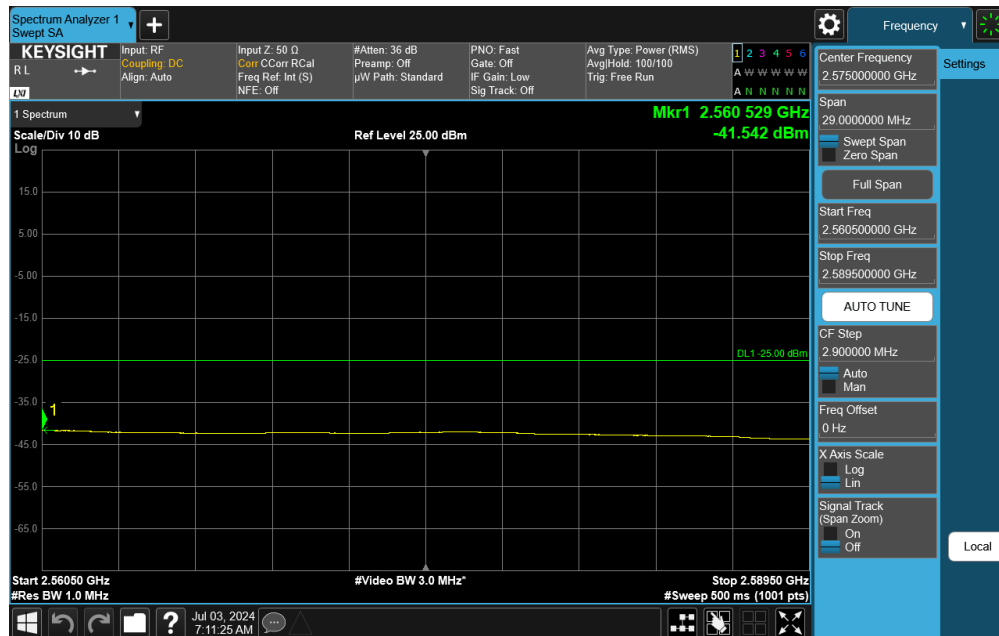 Spectrum Analyzer 1
Swept SA
+
Frequency
KEYSIGHT
R L
LXI
Input: RF
Coupling: DC
Align: Auto
Input Z: 50 Ω
Corr CCorr RCal
Freq Ref: Int (S)
NFE: Off
#Atten: 36 dB
Preamp: Off
µW Path: Standard
PNO: Fast
Gate: Off
IF Gain: Low
Sig Track: Off
Avg Type: Power (RMS)
Avg|Hold: 100/100
Trig: Free Run
1 2 3 4 5 6
A W W W W W
A N N N N N
1 Spectrum
Scale/Div 10 dB
Ref Level 25.00 dBm
Mkr1 2.560 529 GHz
-41.542 dBm
Log
15.0
5.00
-5.00
-15.0
-25.0
-35.0
-45.0
-55.0
-65.0
DL1 -25.00 dBm
1
Start 2.56050 GHz
#Res BW 1.0 MHz
#Video BW 3.0 MHz*
Stop 2.58950 GHz
#Sweep 500 ms (1001 pts)
Center Frequency
2.575000000 GHz
Settings
Span
29.0000000 MHz
Swept Span
Zero Span
Full Span
Start Freq
2.560500000 GHz
Stop Freq
2.589500000 GHz
AUTO TUNE
CF Step
2.900000 MHz
Auto
Man
Freq Offset
0 Hz
X Axis Scale
Log
Lin
Signal Track
(Span Zoom)
On
Off
Local
?
Jul 03, 2024
7:11:25 AM